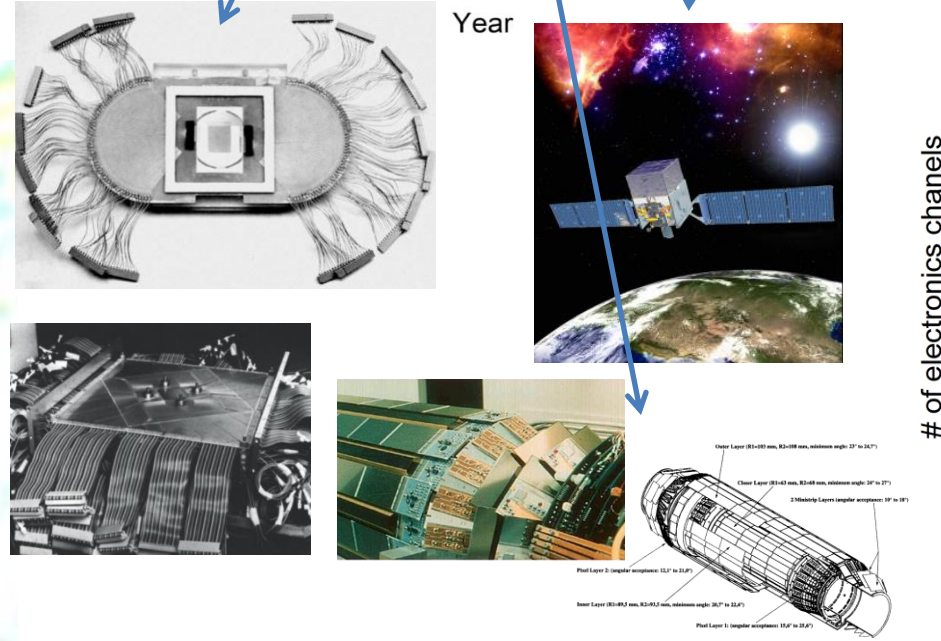 Year
# of electronics chanels
Outer Layer (R1=103 mm, R2=108 mm, minimum angle: 23° to 24,7°)
Closer Layer (R1=63 mm, R2=68 mm, minimum angle: 24° to 27°)
2 Ministrip Layers (angular acceptance: 10° to 18°)
Pixel Layer 2: (angular acceptance: 12,1° to 21,0°)
Inner Layer (R1=89,5 mm, R2=93,5 mm, minimum angle: 20,7° to 22,4°)
Pixel Layer 1: (angular acceptance: 15,6° to 25,6°)